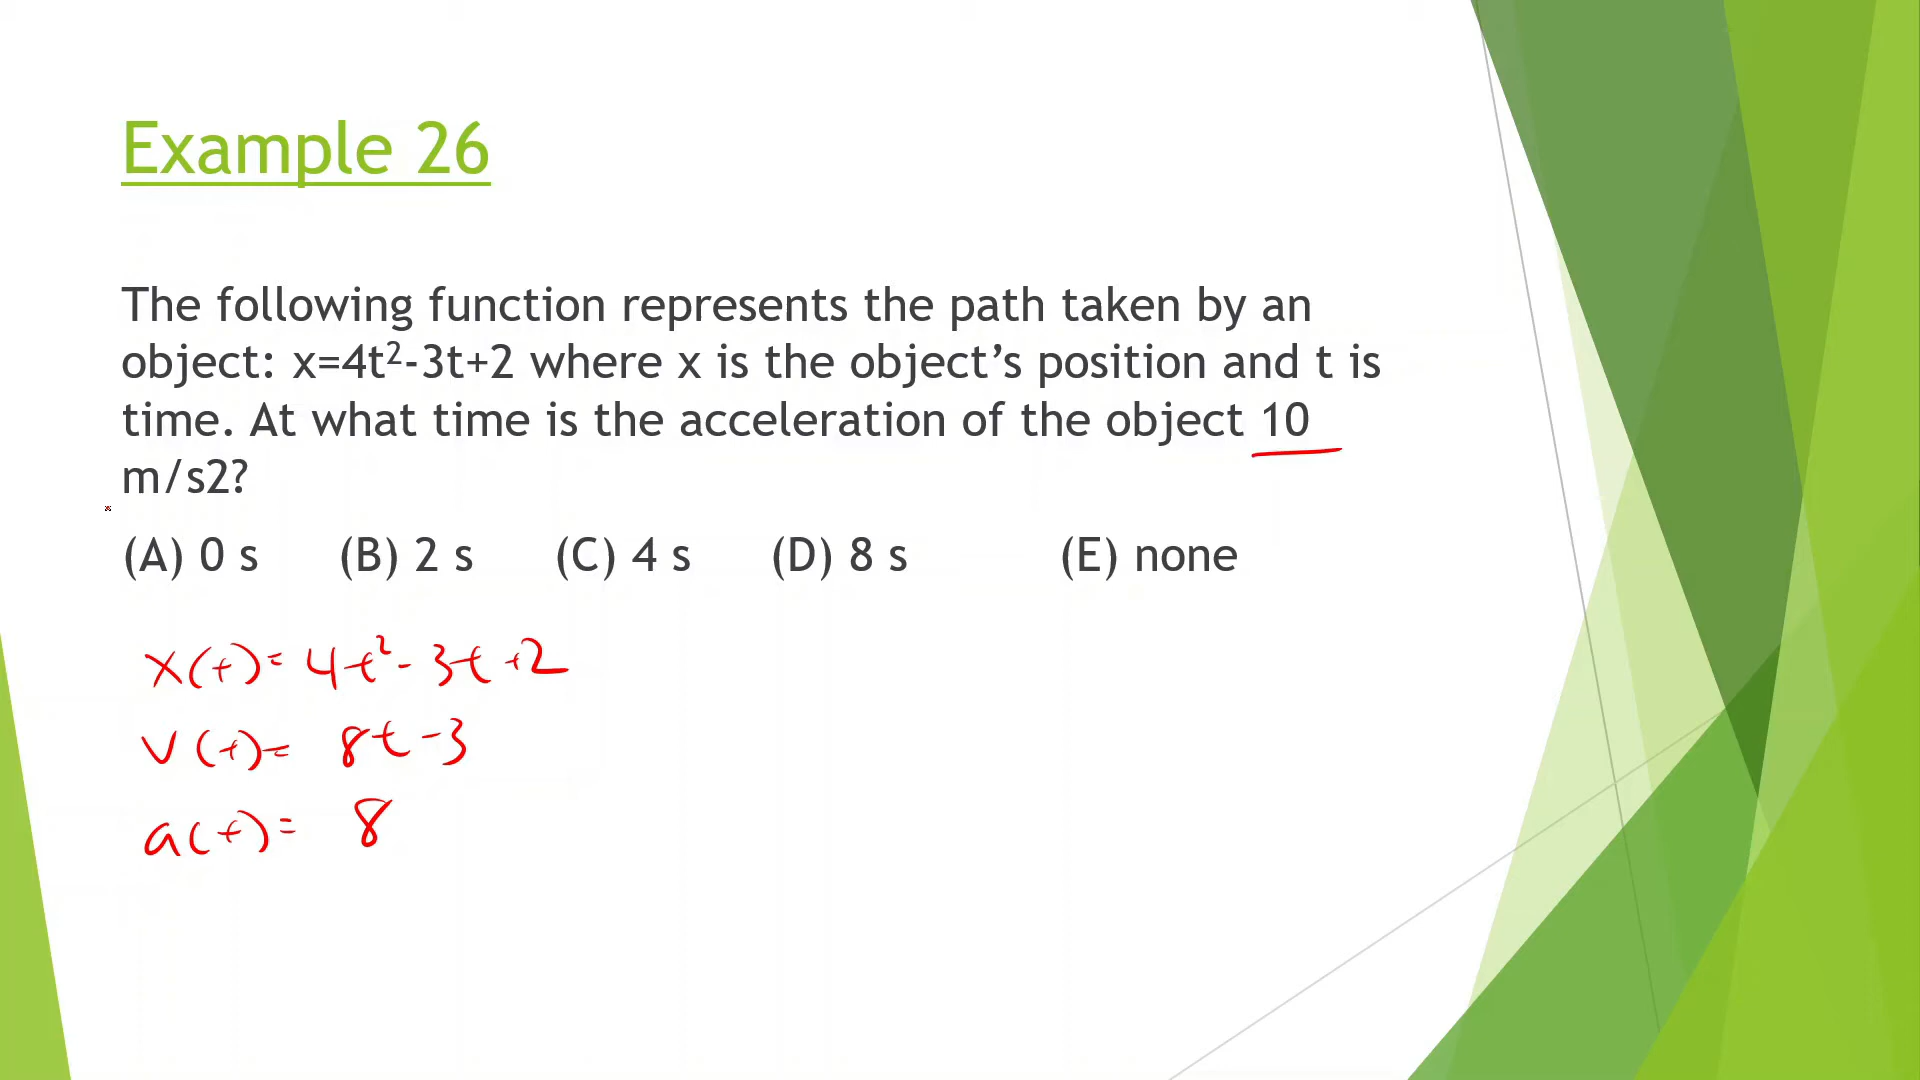 Example 26
The following function represents the path taken by an
object: x=4t²-3t+2 where x is the object’s position and t is
time. At what time is the acceleration of the object 10
m/s2?
(A) 0 s (B) 2 s (C) 4 s (D) 8 s (E) none
x(t)= 4t²-3t+2
v(t)= 8t-3
a(t)= 8